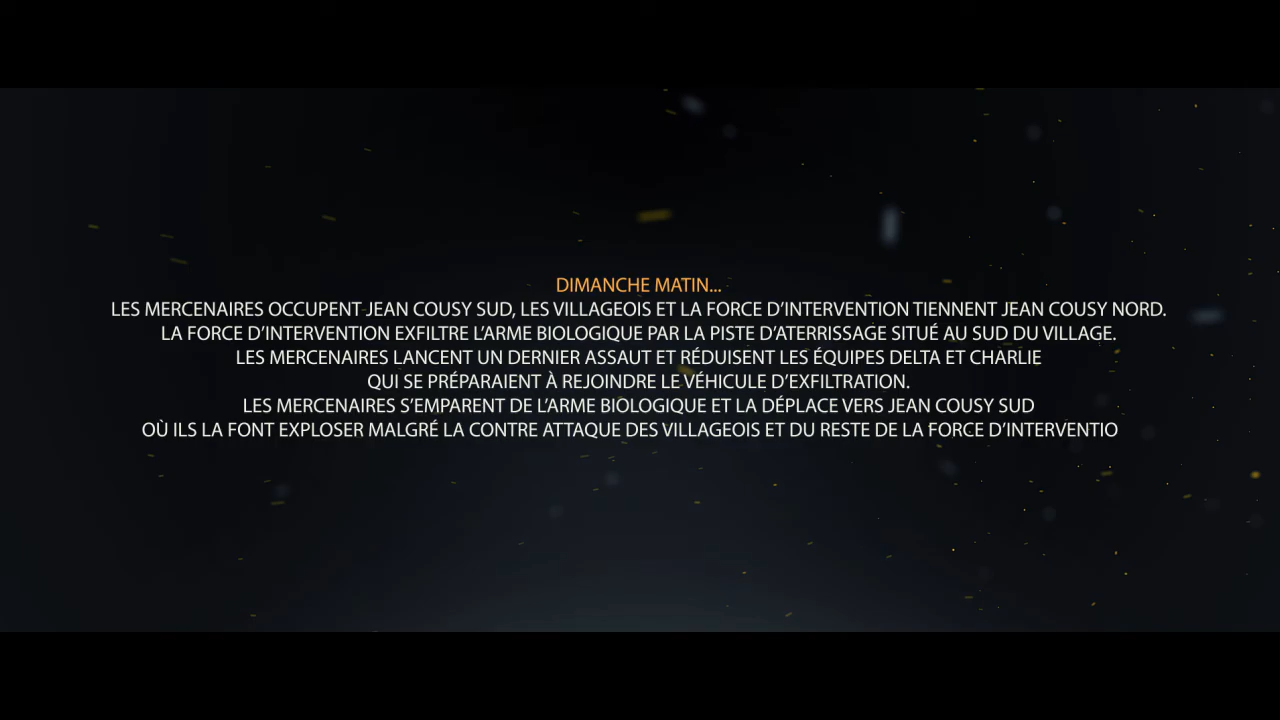 DIMANCHE MATIN...
LES MERCENAIRES OCCUPENT JEAN COUSY SUD, LES VILLAGEOIS ET LA FORCE D’INTERVENTION TIENNENT JEAN COUSY NORD.
LA FORCE D’INTERVENTION EXFILTRE L’ARME BIOLOGIQUE PAR LA PISTE D’ATERRISSAGE SITUÉ AU SUD DU VILLAGE.
LES MERCENAIRES LANCENT UN DERNIER ASSAUT ET RÉDUISENT LES ÉQUIPES DELTA ET CHARLIE
QUI SE PRÉPARAIENT À REJOINDRE LE VÉHICULE D’EXFILTRATION.
LES MERCENAIRES S’EMPARENT DE L’ARME BIOLOGIQUE ET LA DÉPLACE VERS JEAN COUSY SUD
OÙ ILS LA FONT EXPLOSER MALGRÉ LA CONTRE ATTAQUE DES VILLAGEOIS ET DU RESTE DE LA FORCE D’INTERVENTIO